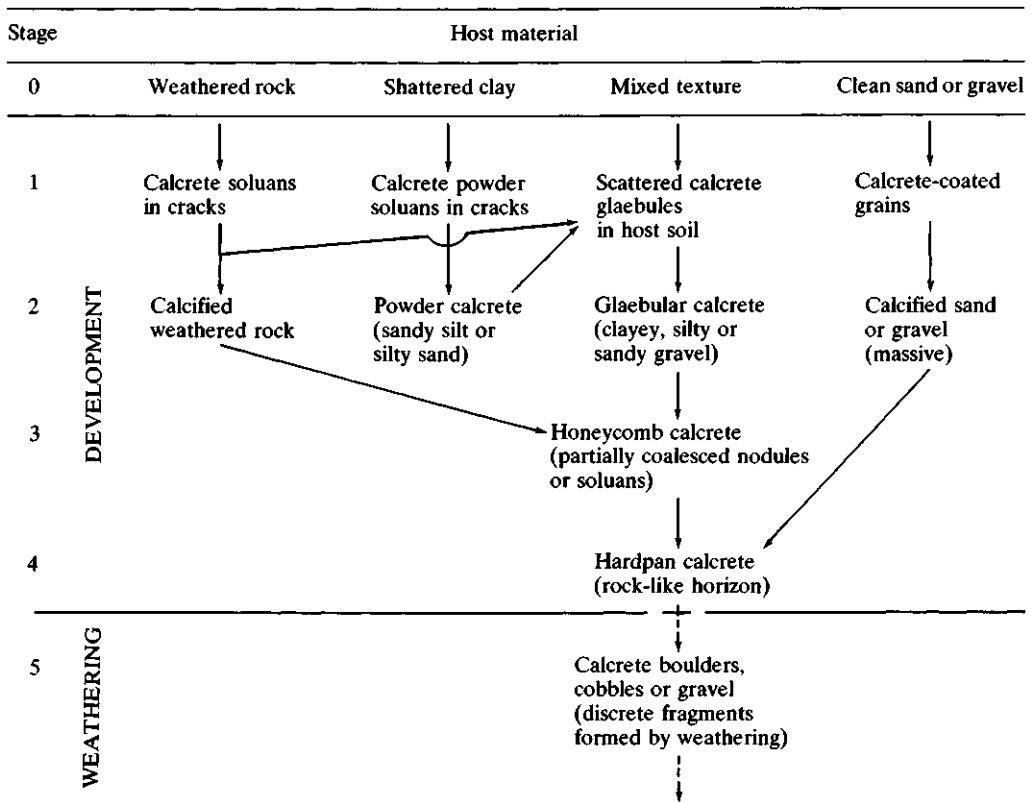 Stage Host material
0 Weathered rock Shattered clay Mixed texture Clean sand or gravel
1 Calcrete soluans Calcrete powder Scattered calcrete Calcrete-coated
in cracks soluans in cracks glaebules grains
in host soil
DEVELOPMENT
2 Calcified Powder calcrete Glaebular calcrete Calcified sand
weathered rock (sandy silt or (clayey, silty or or gravel
silty sand) sandy gravel) (massive)
3 Honeycomb calcrete
(partially coalesced nodules
or soluans)
4 Hardpan calcrete
(rock-like horizon)
WEATHERING
5 Calcrete boulders,
cobbles or gravel
(discrete fragments
formed by weathering)